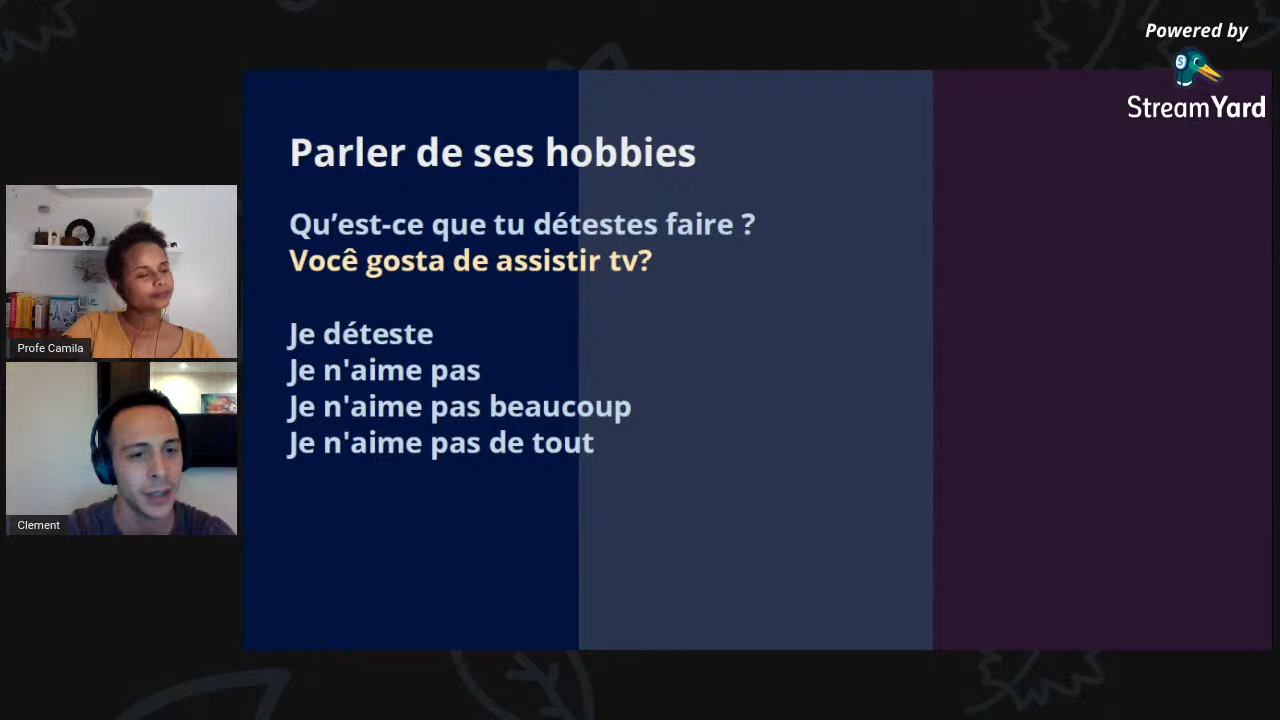 Powered by
StreamYard
Parler de ses hobbies
Qu’est-ce que tu détestes faire ?
Você gosta de assistir tv?
Je déteste
Je n'aime pas
Je n'aime pas beaucoup
Je n'aime pas de tout
Profe Camila
Clement